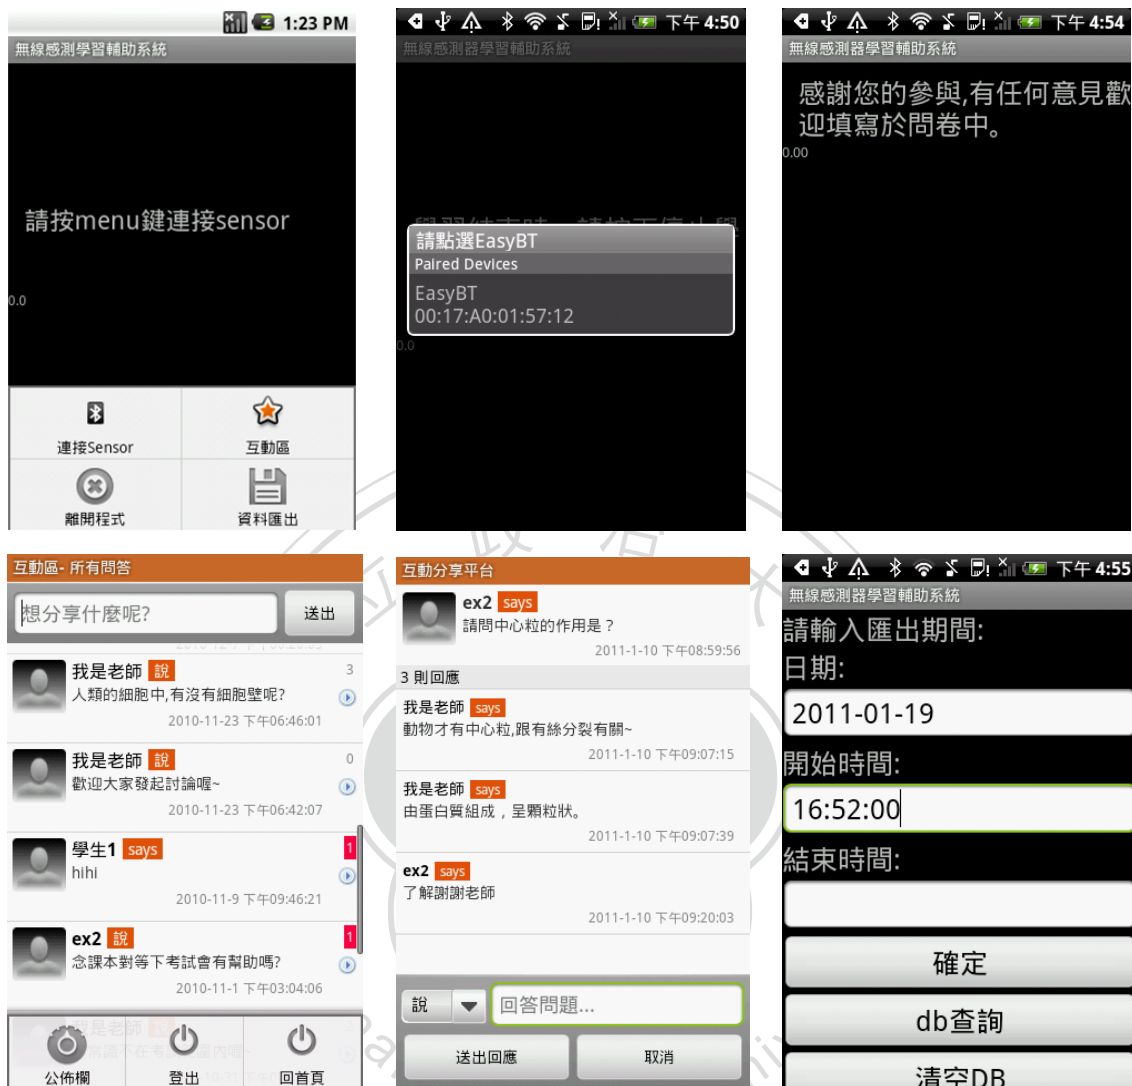 1:23 PM
無線感測學習輔助系統
請按menu鍵連接sensor
0.0
連接Sensor
互動區
離開程式
資料匯出
下午 4:50
無線感測器學習輔助系統
請點選EasyBT
Paired Devices
EasyBT
00:17:A0:01:57:12
0.0
下午 4:54
無線感測器學習輔助系統
感謝您的參與,有任何意見歡
迎填寫於問卷中。
0.00
互動區- 所有問答
想分享什麼呢?
送出
我是老師 說 3
人類的細胞中,有沒有細胞壁呢?
2010-11-23 下午06:46:01
我是老師 說 0
歡迎大家發起討論喔~
2010-11-23 下午06:42:07
學生1 says 1
hihi
2010-11-9 下午09:46:21
ex2 說 1
念課本對等下考試會有幫助嗎?
2010-11-1 下午03:04:06
公佈欄
登出
回首頁
互動分享平台
ex2 says
請問中心粒的作用是？
2011-1-10 下午08:59:56
3 則回應
我是老師 says
動物才有中心粒,跟有絲分裂有關~
2011-1-10 下午09:07:15
我是老師 says
由蛋白質組成，呈顆粒狀。
2011-1-10 下午09:07:39
ex2 says
了解謝謝老師
2011-1-10 下午09:20:03
說
回答問題...
送出回應
取消
下午 4:55
無線感測器學習輔助系統
請輸入匯出期間:
日期:
2011-01-19
開始時間:
16:52:00
結束時間:
確定
db查詢
清空DB